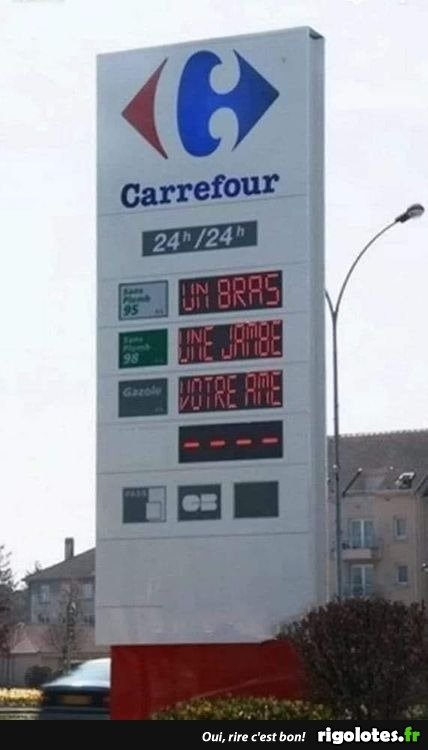 Carrefour
24h/24h
Sans
Plomb
95
UN BRAS
Sans
Plomb
98
UNE JAMBE
Gazole
VOTRE AME
----
PASS
CB
Oui, rire c'est bon! rigolotes.fr